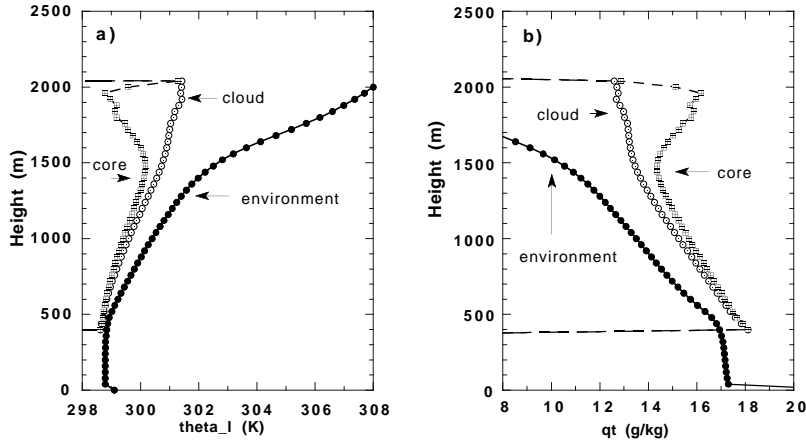 a)
2500
2000
1500
1000
500
0
Height (m)
cloud
core
environment
298 300 302 304 306 308
theta_l (K)
b)
2500
2000
1500
1000
500
0
Height (m)
cloud
core
environment
8 10 12 14 16 18 20
qt (g/kg)